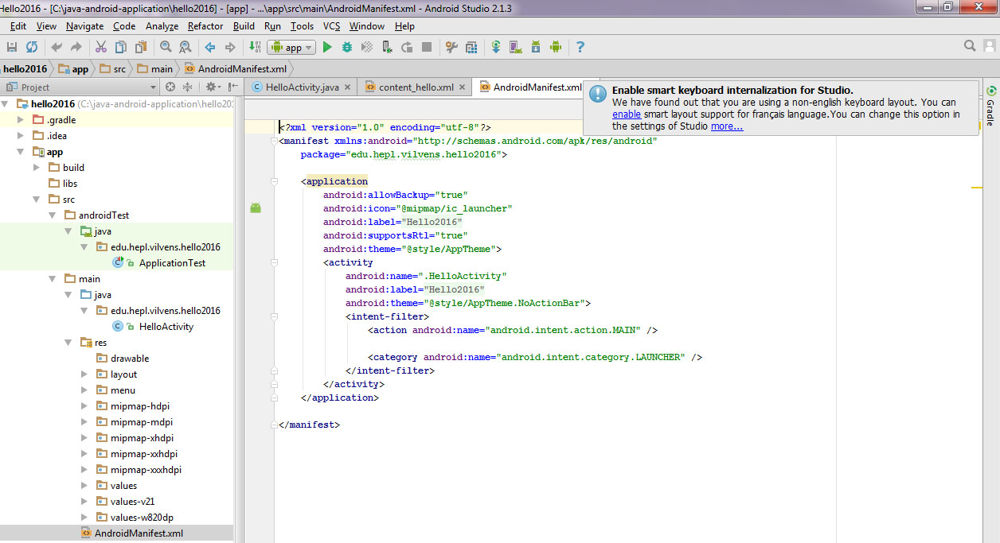 Hello2016 - [C:\java-android-application\hello2016] - [app] - ...\app\src\main\AndroidManifest.xml - Android Studio 2.1.3
Edit View Navigate Code Analyze Refactor Build Run Tools VCS Window Help
app
hello2016 app src main AndroidManifest.xml
Project
HelloActivity.java content_hello.xml AndroidManifest.xml
Enable smart keyboard internalization for Studio.
We have found out that you are using a non-english keyboard layout. You can
enable smart layout support for français language.You can change this option in
the settings of Studio more...
Gradle
hello2016 (C:\java-android-application\hello20
.gradle
.idea
app
build
libs
src
androidTest
java
edu.hepl.vilvens.hello2016
ApplicationTest
main
java
edu.hepl.vilvens.hello2016
HelloActivity
res
drawable
layout
menu
mipmap-hdpi
mipmap-mdpi
mipmap-xhdpi
mipmap-xxhdpi
mipmap-xxxhdpi
values
values-v21
values-w820dp
AndroidManifest.xml
<?xml version="1.0" encoding="utf-8"?>
<manifest xmlns:android="http://schemas.android.com/apk/res/android"
package="edu.hepl.vilvens.hello2016">
<application
android:allowBackup="true"
android:icon="@mipmap/ic_launcher"
android:label="Hello2016"
android:supportsRtl="true"
android:theme="@style/AppTheme">
<activity
android:name=".HelloActivity"
android:label="Hello2016"
android:theme="@style/AppTheme.NoActionBar">
<intent-filter>
<action android:name="android.intent.action.MAIN" />
<category android:name="android.intent.category.LAUNCHER" />
</intent-filter>
</activity>
</application>
</manifest>